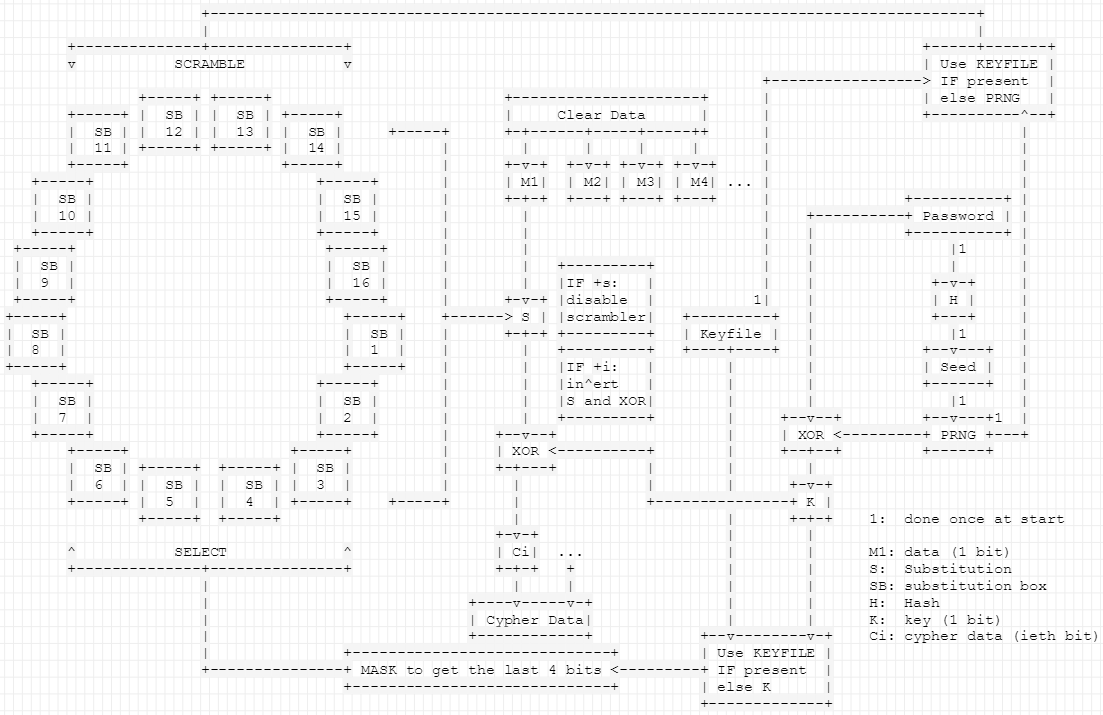 SCRAMBLE
Use KEYFILE
IF present
else PRNG
Clear Data
SB
12
SB
13
SB
11
SB
14
M1
M2
M3
M4
...
SB
10
SB
15
Password
1
SB
9
SB
16
IF +s:
disable
scrambler
H
1
S
Keyfile
1
SB
8
SB
1
IF +i:
in^ert
S and XOR
Seed
1
SB
7
SB
2
XOR
XOR
PRNG
1
SB
6
SB
5
SB
4
SB
3
K
1: done once at start
SELECT
Ci
...
M1: data (1 bit)
S: Substitution
SB: substitution box
H: Hash
K: key (1 bit)
Ci: cypher data (ieth bit)
Cypher Data
MASK to get the last 4 bits
Use KEYFILE
IF present
else K